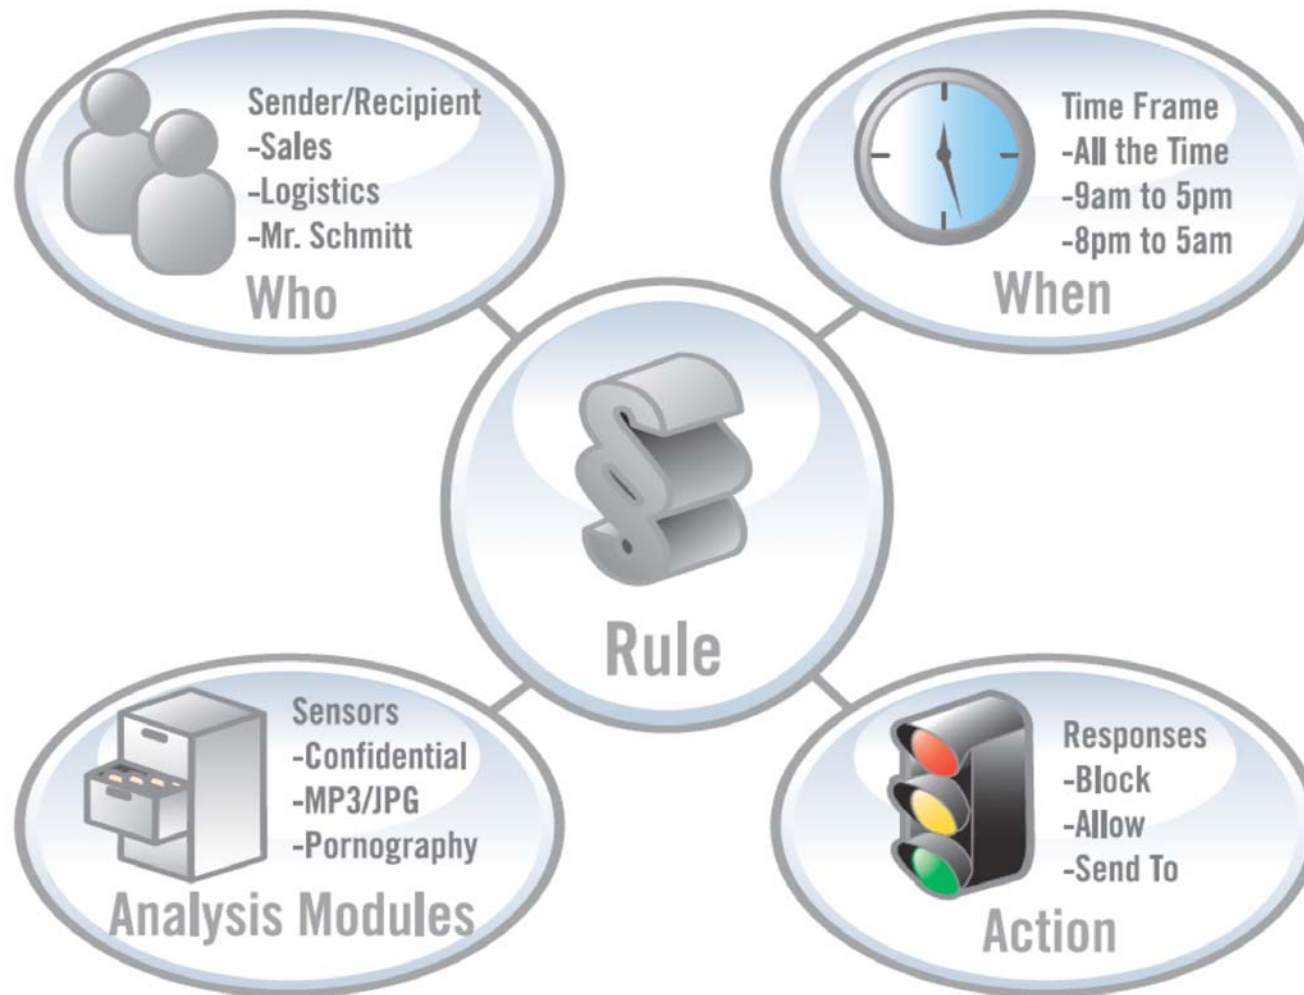 Sender/Recipient
-Sales
-Logistics
-Mr. Schmitt
Who
Time Frame
-All the Time
-9am to 5pm
-8pm to 5am
When
§
Rule
Sensors
-Confidential
-MP3/JPG
-Pornography
Analysis Modules
Responses
-Block
-Allow
-Send To
Action